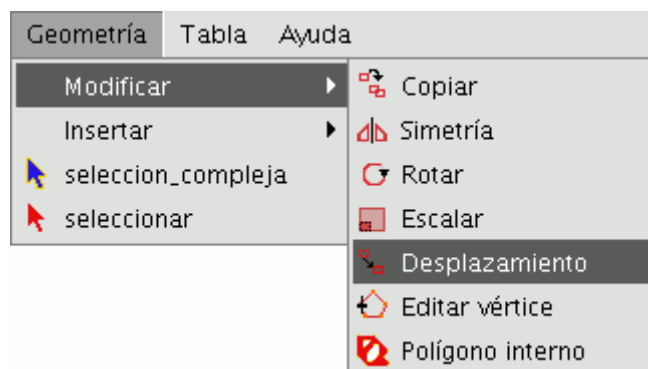 Geometría Tabla Ayuda
Modificar
Insertar
seleccion_compleja
seleccionar
Copiar
Simetría
Rotar
Escalar
Desplazamiento
Editar vértice
Polígono interno